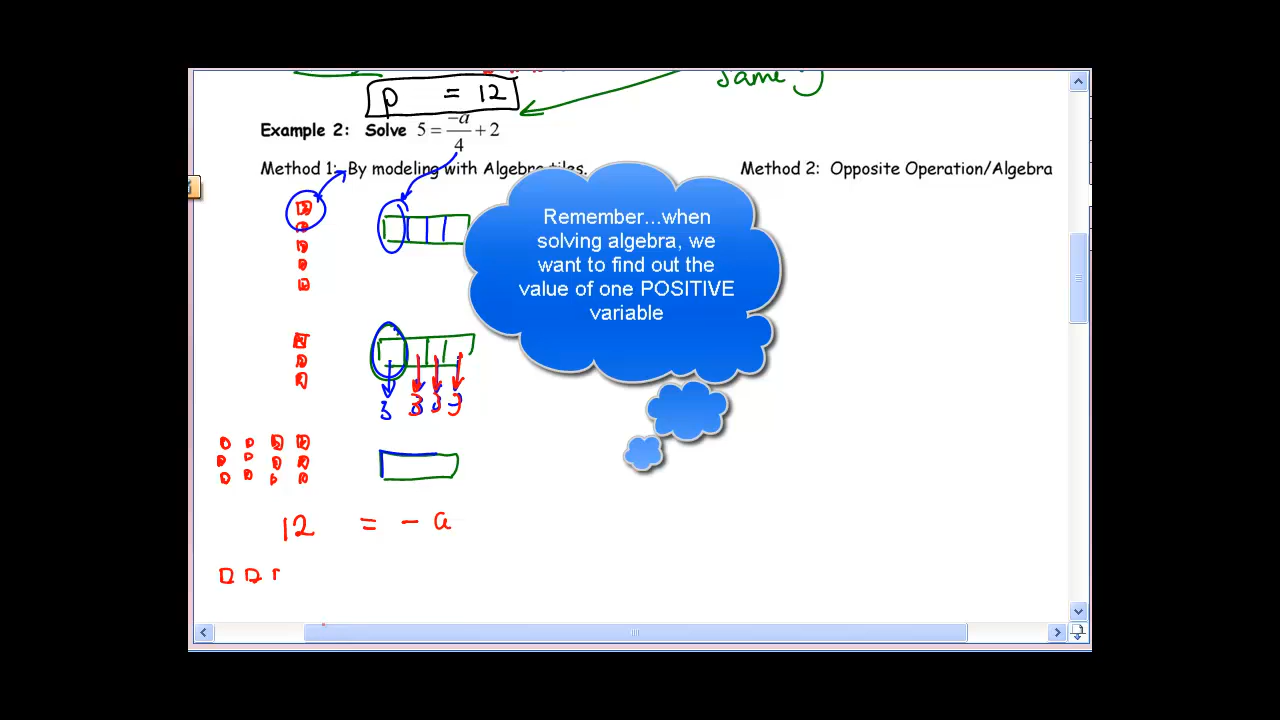 same
p = 12
Example 2: Solve 5 = -a/4 + 2
Method 1: By modeling with Algebra tiles.
Method 2: Opposite Operation/Algebra
Remember...when
solving algebra, we
want to find out the
value of one POSITIVE
variable
3 3 3 3
12 = - a